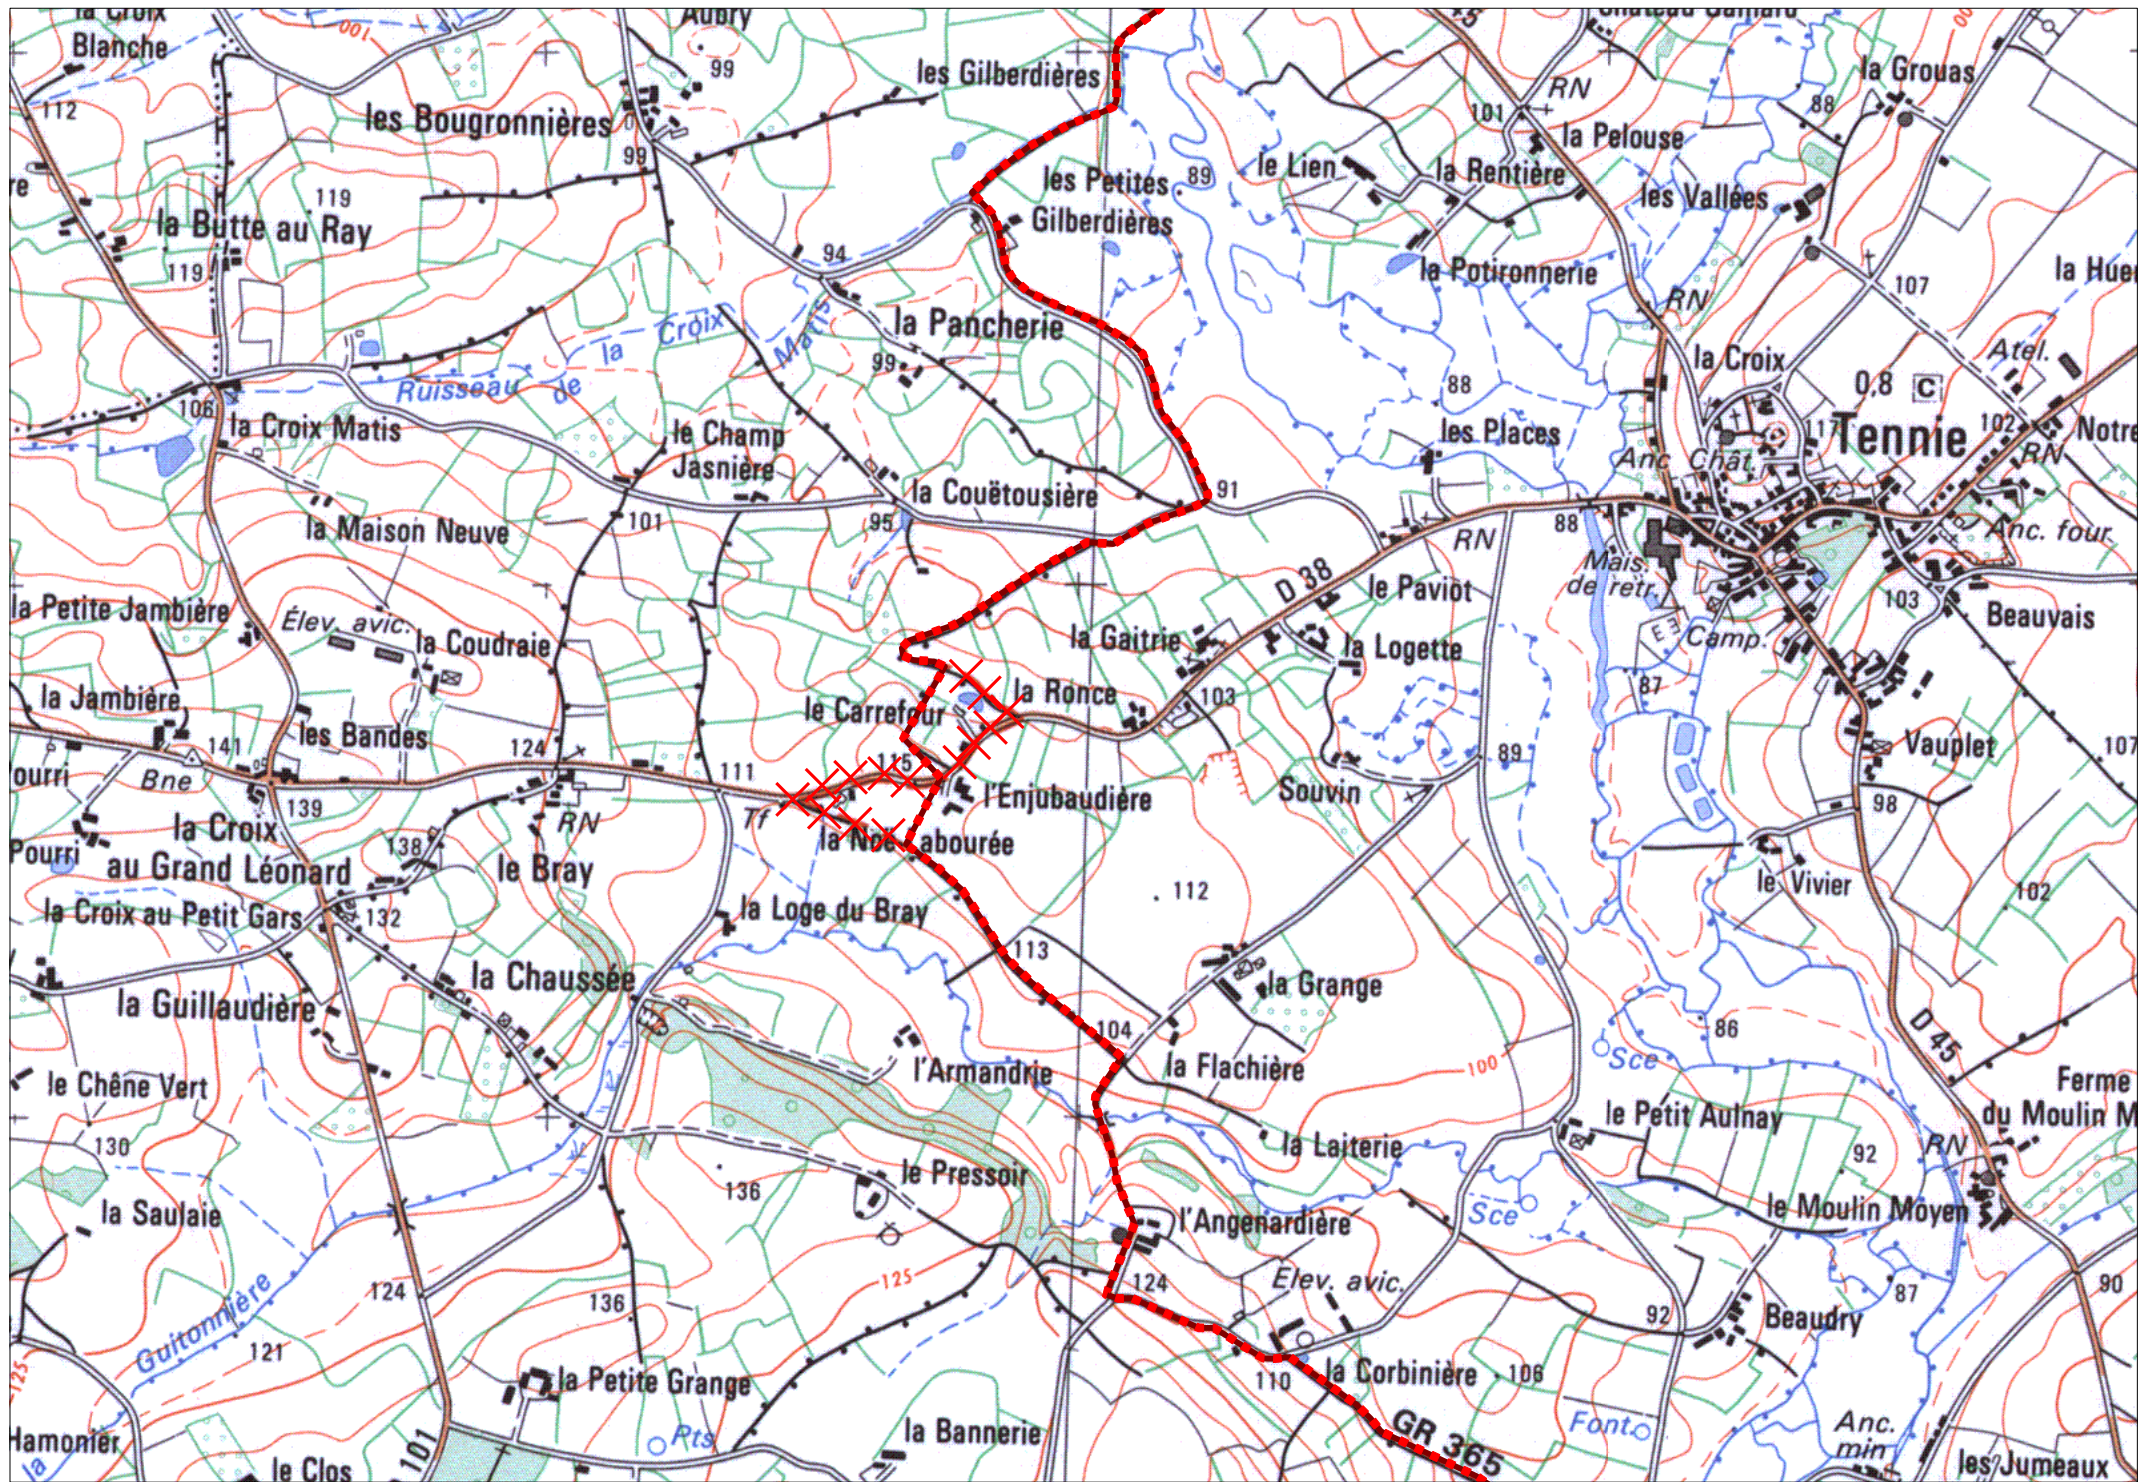 la Croix
Blanche
Aubry
les Gilberdières
RN
la Grouas
112
99
les Bougronnières
99
101
la Pelouse
88
les Petites
Gilberdières
89
le Lien
la Rentière
les Vallées
119
la Butte au Ray
119
94
la Potironnerie
RN
107
la Pancherie
99
Ruisseau de la Croix Matis
la Croix
Atel.
88
0,8 C
106
la Croix Matis
le Champ
Jasnière
les Places
Anc. Chât.
117
Tennie
102
Notre
RN
la Maison Neuve
101
la Couëtousière
95
91
88
RN
Anc. four
Mais.
de retr.
la Petite Jambière
Élev. avic.
la Coudraie
D 38
le Paviot
103
Beauvais
la Gaitrie
la Logette
Camp.
87
la Jambière
la Ronce
103
le Carrefour
141
les Bandes
124
111
115
89
Vauplet
107
ourri
Bne
139
RN
Tf
l'Enjubaudière
Souvin
98
la Croix
au Grand Léonard
138
le Bray
la Noë Labourée
Pourri
112
le Vivier
102
la Croix au Petit Gars
132
la Loge du Bray
113
la Chaussée
la Grange
la Guillaudière
104
86
D 45
Sce
la Flachière
100
l'Armandrie
le Chêne Vert
Ferme
du Moulin M
le Petit Aulnay
130
la Laiterie
RN
92
le Pressoir
136
la Saulaie
Sce
le Moulin Moyen
l'Angenardière
125
124
Elev. avic.
124
136
87
90
Guitonnière
121
92
Beaudry
125
la Petite Grange
la Corbinière
106
110
GR 365
Hamonier
101
Pts
la Bannerie
Font.
Anc.
min
la
le Clos
les Jumeaux